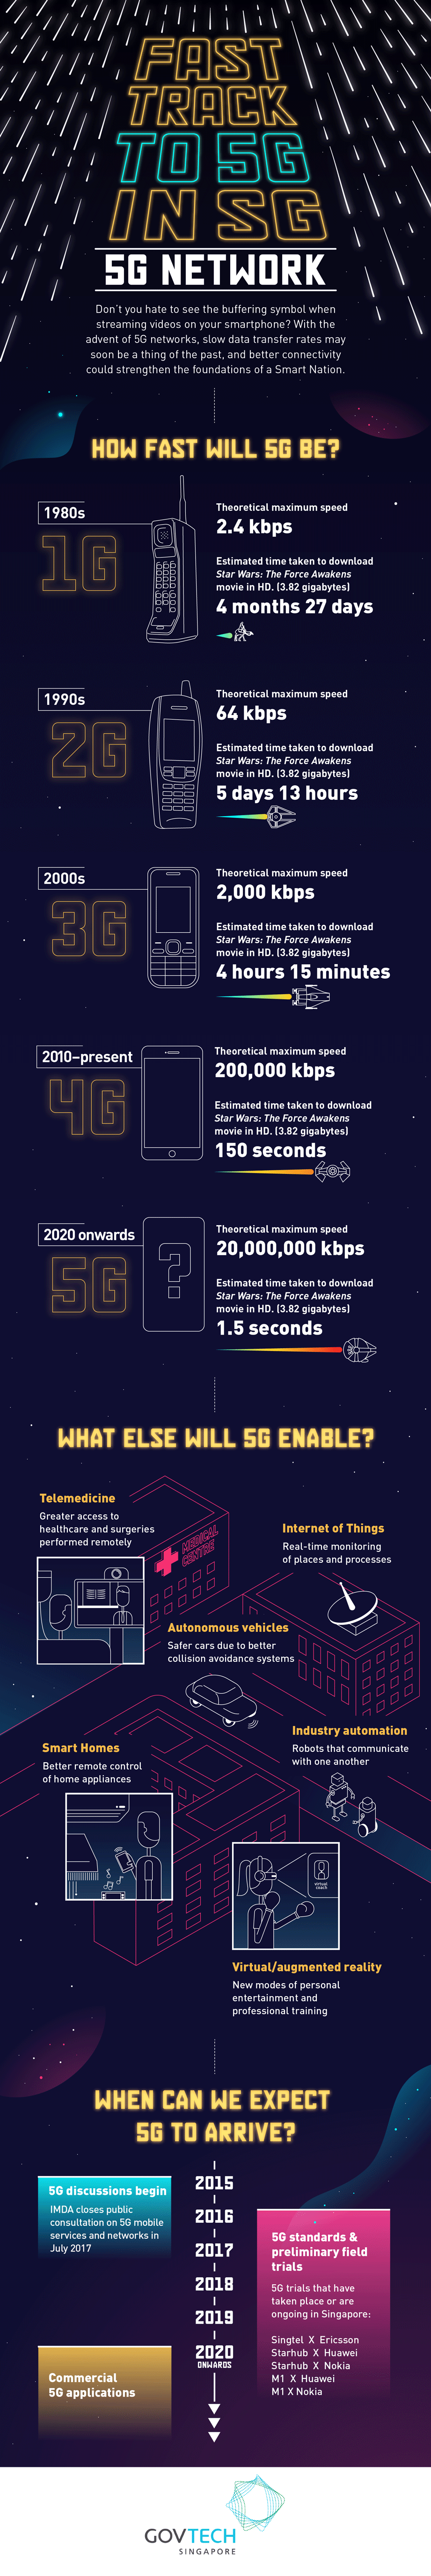 FAST
TRACK
TO 5G
IN SG
5G NETWORK
Don't you hate to see the buffering symbol when
streaming videos on your smartphone? With the
advent of 5G networks, slow data transfer rates may
soon be a thing of the past, and better connectivity
could strengthen the foundations of a Smart Nation.
HOW FAST WILL 5G BE?
1980s
1G
Theoretical maximum speed
2.4 kbps
Estimated time taken to download
Star Wars: The Force Awakens
movie in HD. (3.82 gigabytes)
4 months 27 days
1990s
2G
Theoretical maximum speed
64 kbps
Estimated time taken to download
Star Wars: The Force Awakens
movie in HD. (3.82 gigabytes)
5 days 13 hours
2000s
3G
Theoretical maximum speed
2,000 kbps
Estimated time taken to download
Star Wars: The Force Awakens
movie in HD. (3.82 gigabytes)
4 hours 15 minutes
2010–present
4G
Theoretical maximum speed
200,000 kbps
Estimated time taken to download
Star Wars: The Force Awakens
movie in HD. (3.82 gigabytes)
150 seconds
2020 onwards
5G
?
Theoretical maximum speed
20,000,000 kbps
Estimated time taken to download
Star Wars: The Force Awakens
movie in HD. (3.82 gigabytes)
1.5 seconds
WHAT ELSE WILL 5G ENABLE?
Telemedicine
Greater access to
healthcare and surgeries
performed remotely
MEDICAL
CENTRE
Internet of Things
Real-time monitoring
of places and processes
Autonomous vehicles
Safer cars due to better
collision avoidance systems
Industry automation
Robots that communicate
with one another
Smart Homes
Better remote control
of home appliances
virtual
coach
Virtual/augmented reality
New modes of personal
entertainment and
professional training
WHEN CAN WE EXPECT
5G TO ARRIVE?
2015
2016
2017
2018
2019
2020
ONWARDS
5G discussions begin
IMDA closes public
consultation on 5G mobile
services and networks in
July 2017
5G standards &
preliminary field
trials
5G trials that have
taken place or are
ongoing in Singapore:
Singtel X Ericsson
Starhub X Huawei
Starhub X Nokia
M1 X Huawei
M1 X Nokia
Commercial
5G applications
GOVTECH
SINGAPORE